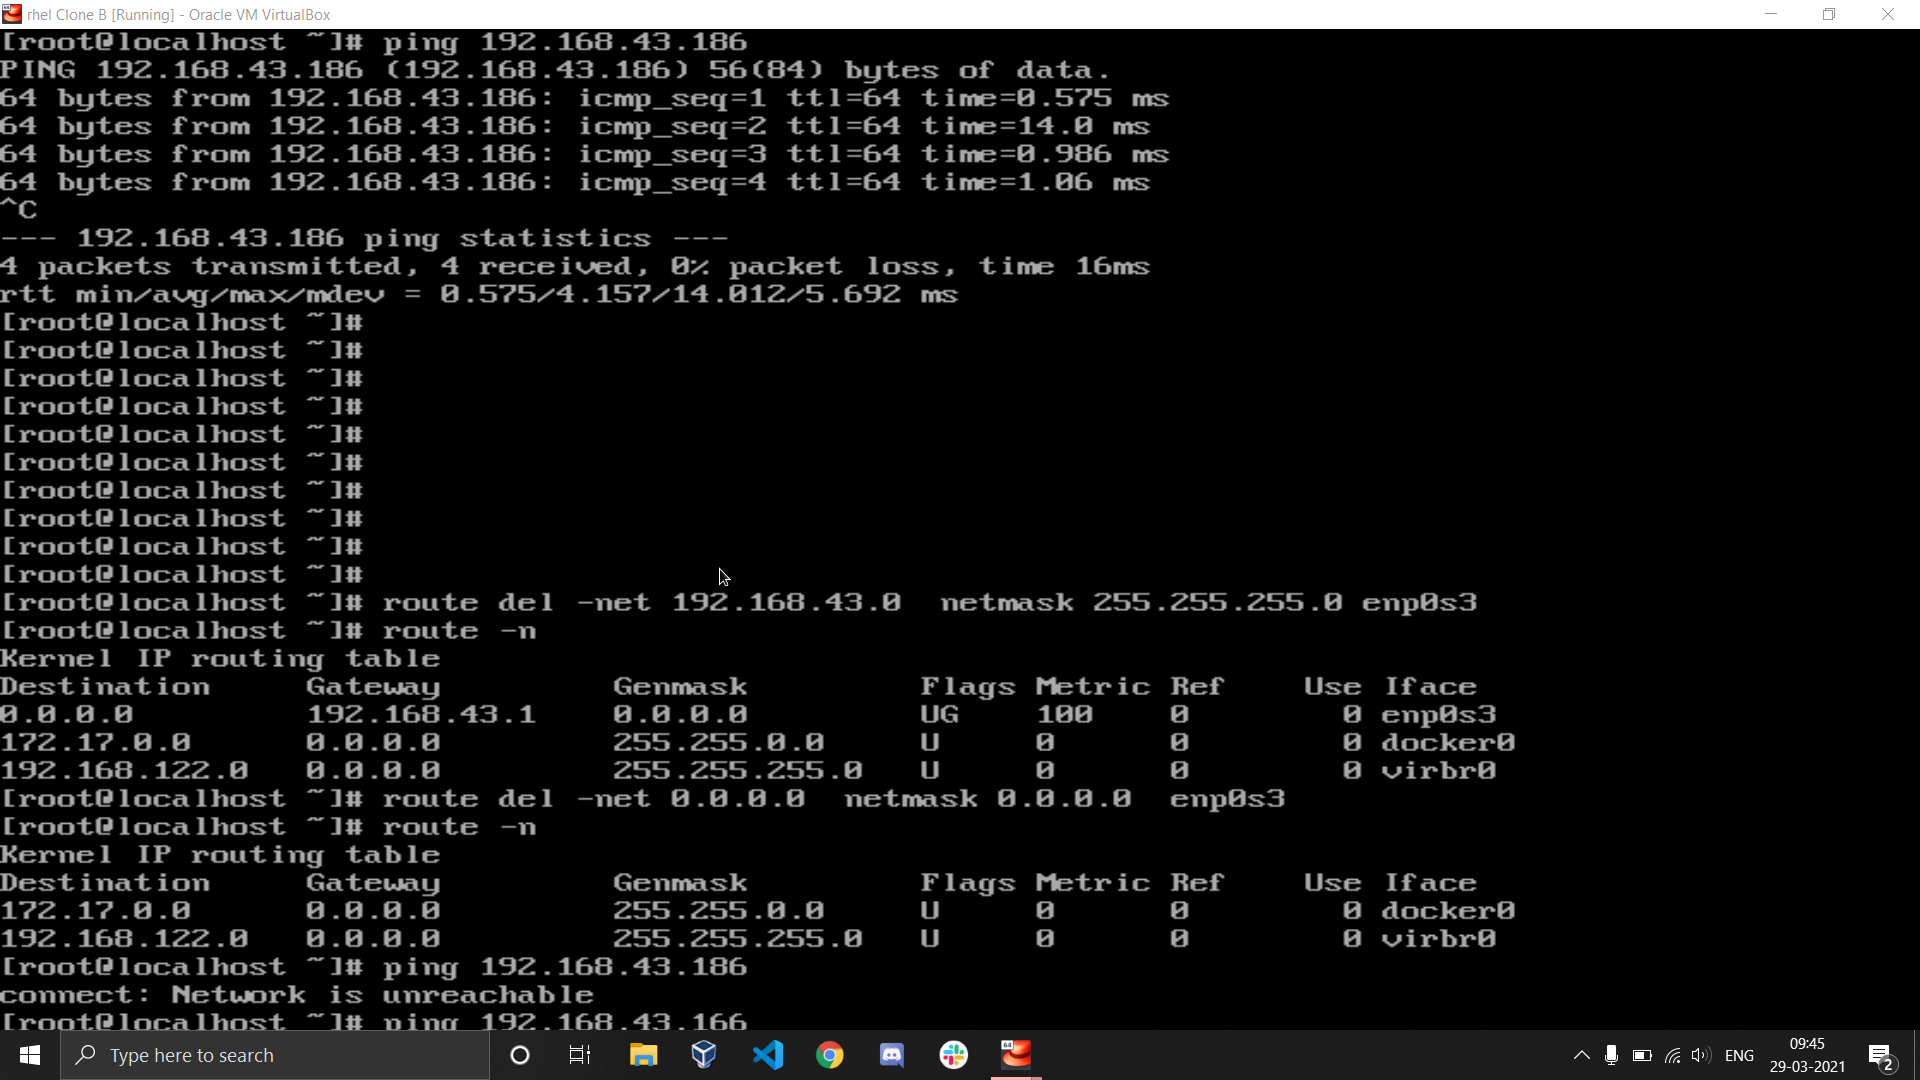 rhel Clone B [Running] - Oracle VM VirtualBox
[root@localhost ~]# ping 192.168.43.186
PING 192.168.43.186 (192.168.43.186) 56(84) bytes of data.
64 bytes from 192.168.43.186: icmp_seq=1 ttl=64 time=0.575 ms
64 bytes from 192.168.43.186: icmp_seq=2 ttl=64 time=14.0 ms
64 bytes from 192.168.43.186: icmp_seq=3 ttl=64 time=0.986 ms
64 bytes from 192.168.43.186: icmp_seq=4 ttl=64 time=1.06 ms
^C
--- 192.168.43.186 ping statistics ---
4 packets transmitted, 4 received, 0% packet loss, time 16ms
rtt min/avg/max/mdev = 0.575/4.157/14.012/5.692 ms
[root@localhost ~]#
[root@localhost ~]#
[root@localhost ~]#
[root@localhost ~]#
[root@localhost ~]#
[root@localhost ~]#
[root@localhost ~]#
[root@localhost ~]#
[root@localhost ~]#
[root@localhost ~]#
[root@localhost ~]# route del -net 192.168.43.0  netmask 255.255.255.0 enp0s3
[root@localhost ~]# route -n
Kernel IP routing table
Destination     Gateway         Genmask         Flags Metric Ref    Use Iface
0.0.0.0         192.168.43.1    0.0.0.0         UG    100    0        0 enp0s3
172.17.0.0      0.0.0.0         255.255.0.0     U     0      0        0 docker0
192.168.122.0   0.0.0.0         255.255.255.0   U     0      0        0 virbr0
[root@localhost ~]# route del -net 0.0.0.0  netmask 0.0.0.0  enp0s3
[root@localhost ~]# route -n
Kernel IP routing table
Destination     Gateway         Genmask         Flags Metric Ref    Use Iface
172.17.0.0      0.0.0.0         255.255.0.0     U     0      0        0 docker0
192.168.122.0   0.0.0.0         255.255.255.0   U     0      0        0 virbr0
[root@localhost ~]# ping 192.168.43.186
connect: Network is unreachable
[root@localhost ~]# ping 192.168.43.166
Type here to search
64
ENG
09:45
29-03-2021
2